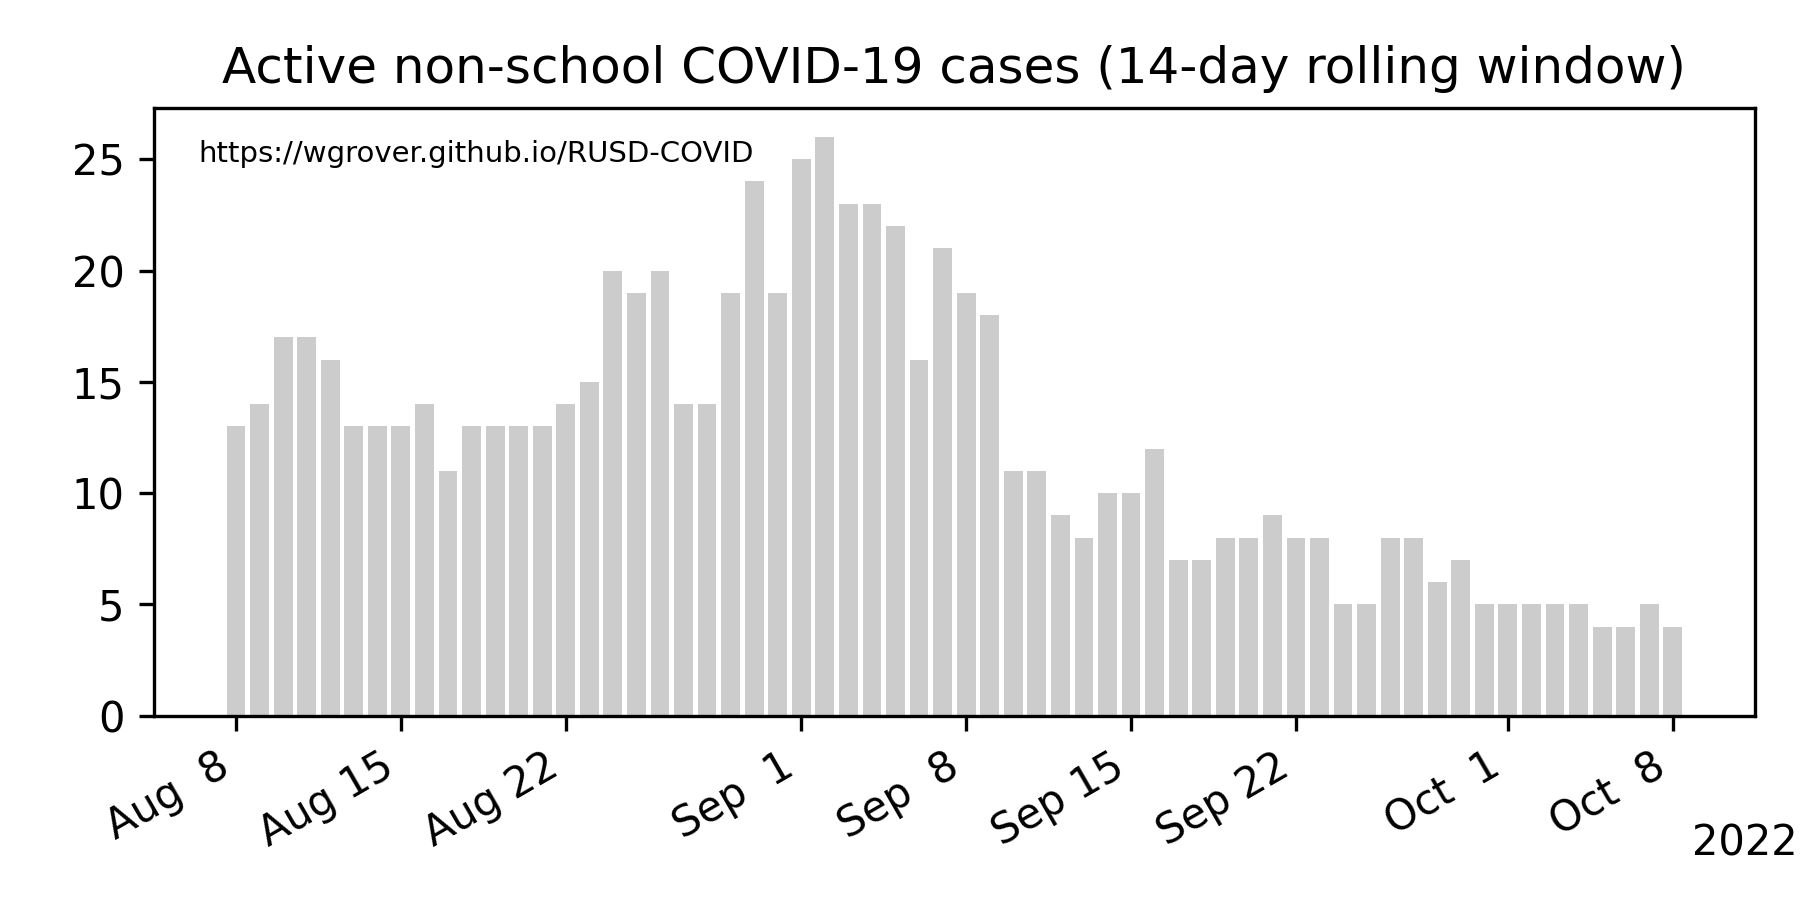 Active non-school COVID-19 cases (14-day rolling window)
https://wgrover.github.io/RUSD-COVID
25
20
15
10
5
0
Aug 8
Aug 15
Aug 22
Sep 1
Sep 8
Sep 15
Sep 22
Oct 1
Oct 8
2022